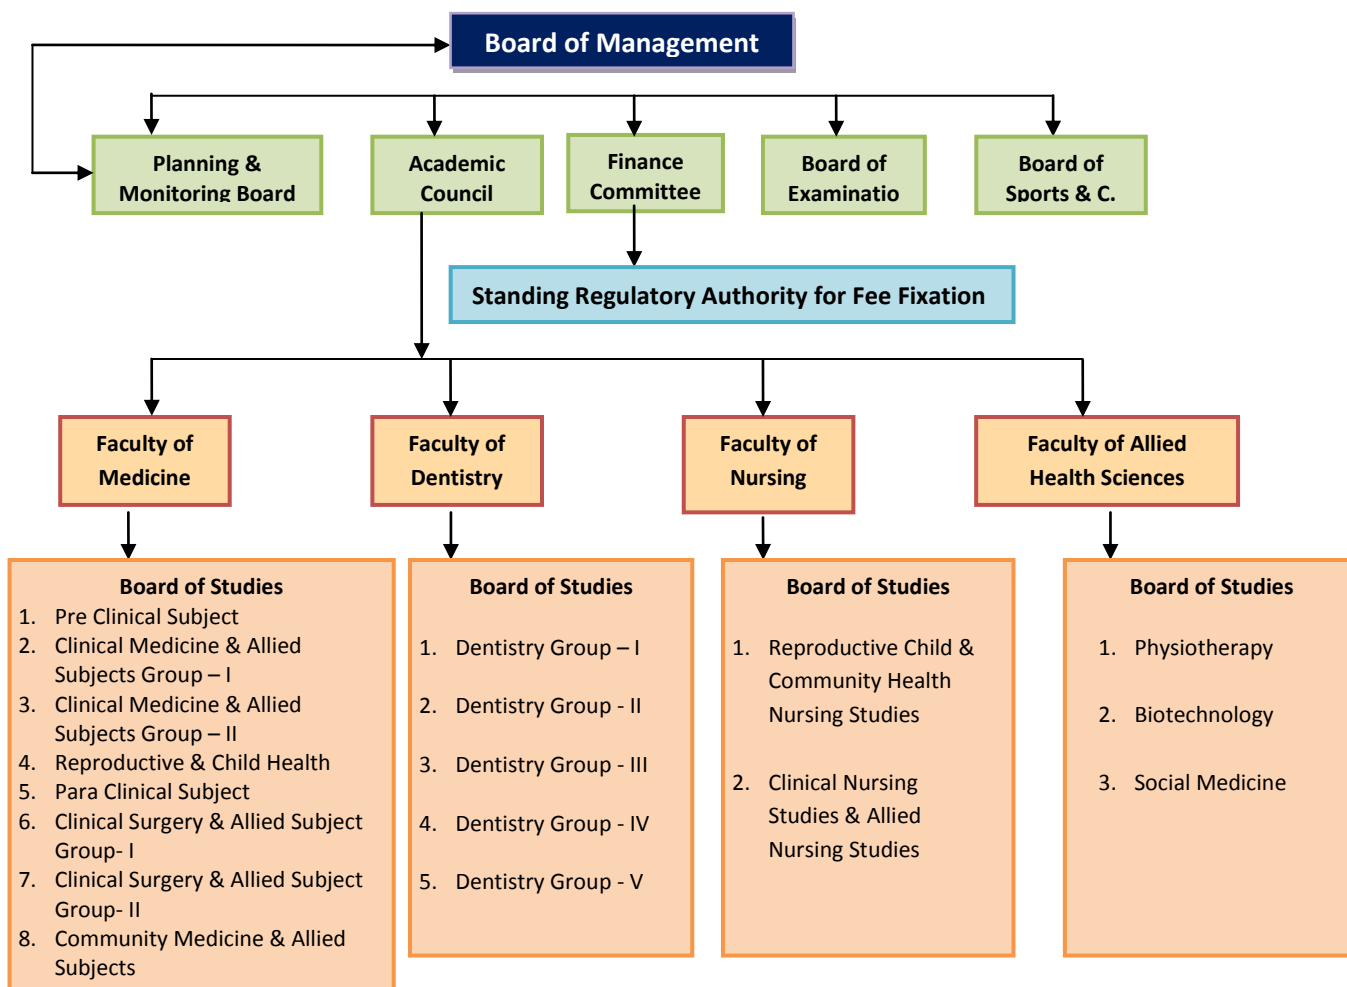 Board of Management
Planning &
Monitoring Board
Academic
Council
Finance
Committee
Board of
Examinatio
Board of
Sports & C.
Standing Regulatory Authority for Fee Fixation
Faculty of
Medicine
Faculty of
Dentistry
Faculty of
Nursing
Faculty of Allied
Health Sciences
Board of Studies
1. Pre Clinical Subject
2. Clinical Medicine & Allied
Subjects Group – I
3. Clinical Medicine & Allied
Subjects Group – II
4. Reproductive & Child Health
5. Para Clinical Subject
6. Clinical Surgery & Allied Subject
Group- I
7. Clinical Surgery & Allied Subject
Group- II
8. Community Medicine & Allied
Subjects
Board of Studies
1. Dentistry Group – I
2. Dentistry Group - II
3. Dentistry Group - III
4. Dentistry Group - IV
5. Dentistry Group - V
Board of Studies
1. Reproductive Child &
Community Health
Nursing Studies
2. Clinical Nursing
Studies & Allied
Nursing Studies
Board of Studies
1. Physiotherapy
2. Biotechnology
3. Social Medicine